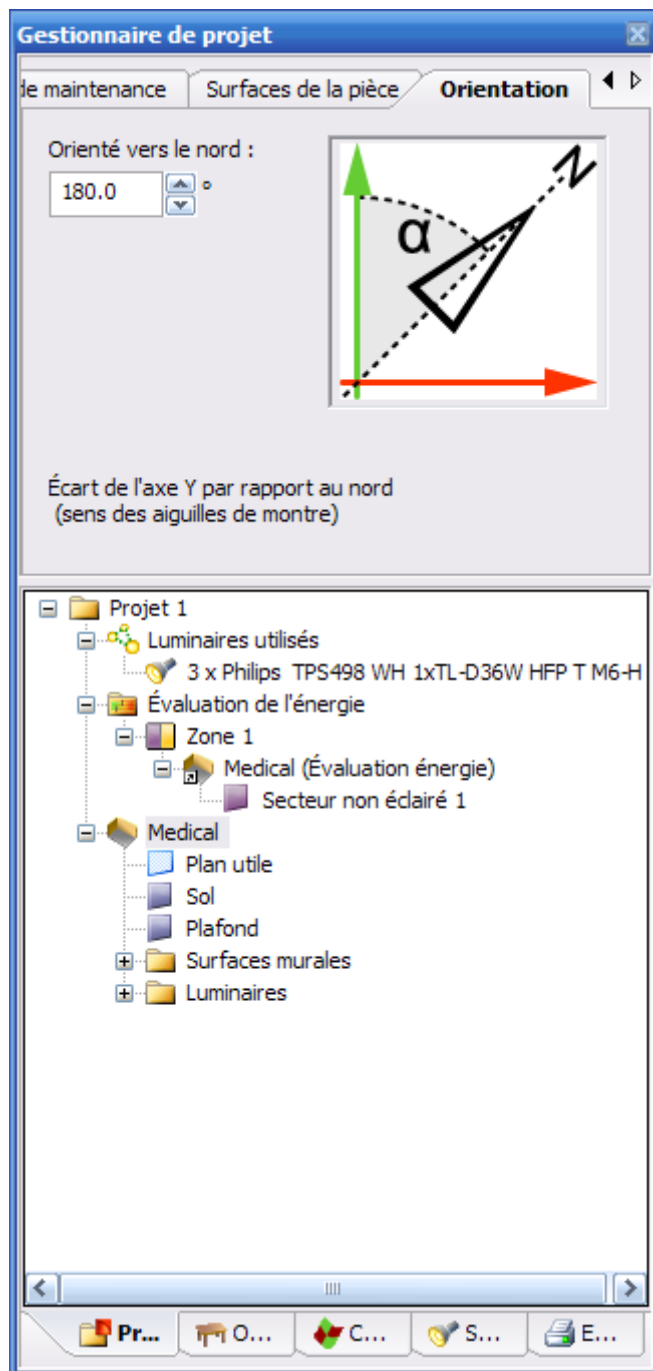 Gestionnaire de projet
de maintenance Surfaces de la pièce Orientation
Orienté vers le nord :
180.0 °
α
N
Écart de l'axe Y par rapport au nord
(sens des aiguilles de montre)
Projet 1
Luminaires utilisés
3 x Philips TPS498 WH 1xTL-D36W HFP T M6-H
Évaluation de l'énergie
Zone 1
Medical (Évaluation énergie)
Secteur non éclairé 1
Medical
Plan utile
Sol
Plafond
Surfaces murales
Luminaires
Pr... O... C... S... E...